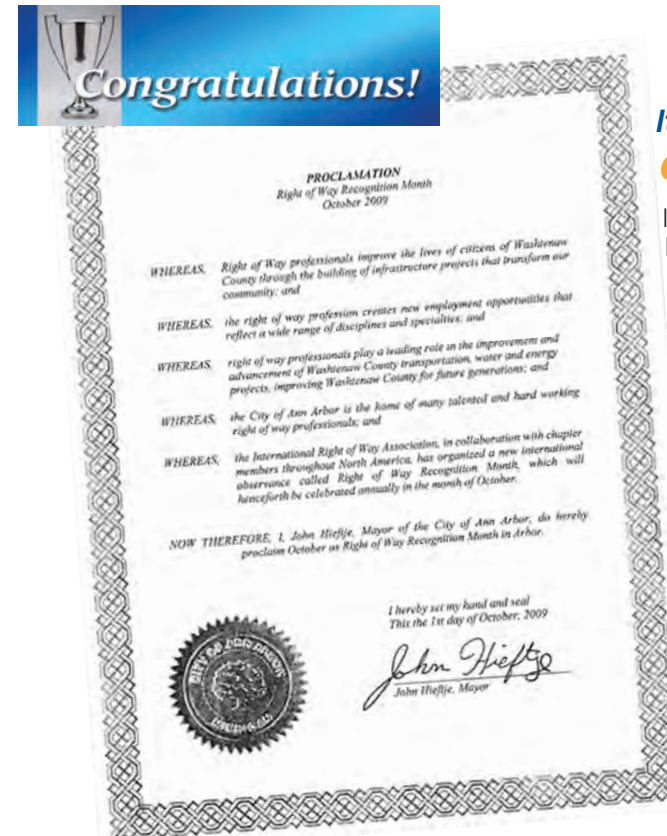 Congratulations!
PROCLAMATION
Right of Way Recognition Month
October 2009
WHEREAS, Right of Way professionals improve the lives of citizens of Washtenaw
County through the building of infrastructure projects that transform our
community; and
WHEREAS, the right of way profession creates new employment opportunities that
reflect a wide range of disciplines and specialties; and
WHEREAS, right of way professionals play a leading role in the improvement and
advancement of Washtenaw County transportation, water and energy
projects, improving Washtenaw County for future generations; and
WHEREAS, the City of Ann Arbor is the home of many talented and hard working
right of way professionals; and
WHEREAS, the International Right of Way Association, in collaboration with chapter
members throughout North America, has organized a new international
observance called Right of Way Recognition Month, which will
henceforth be celebrated annually in the month of October.
NOW THEREFORE, I, John Hieftje, Mayor of the City of Ann Arbor, do hereby
proclaim October as Right of Way Recognition Month in Arbor.
I hereby set my hand and seal
This the 1st day of October, 2009
John Hieftje
John Hieftje, Mayor
CITY OF ANN ARBOR
MICHIGAN